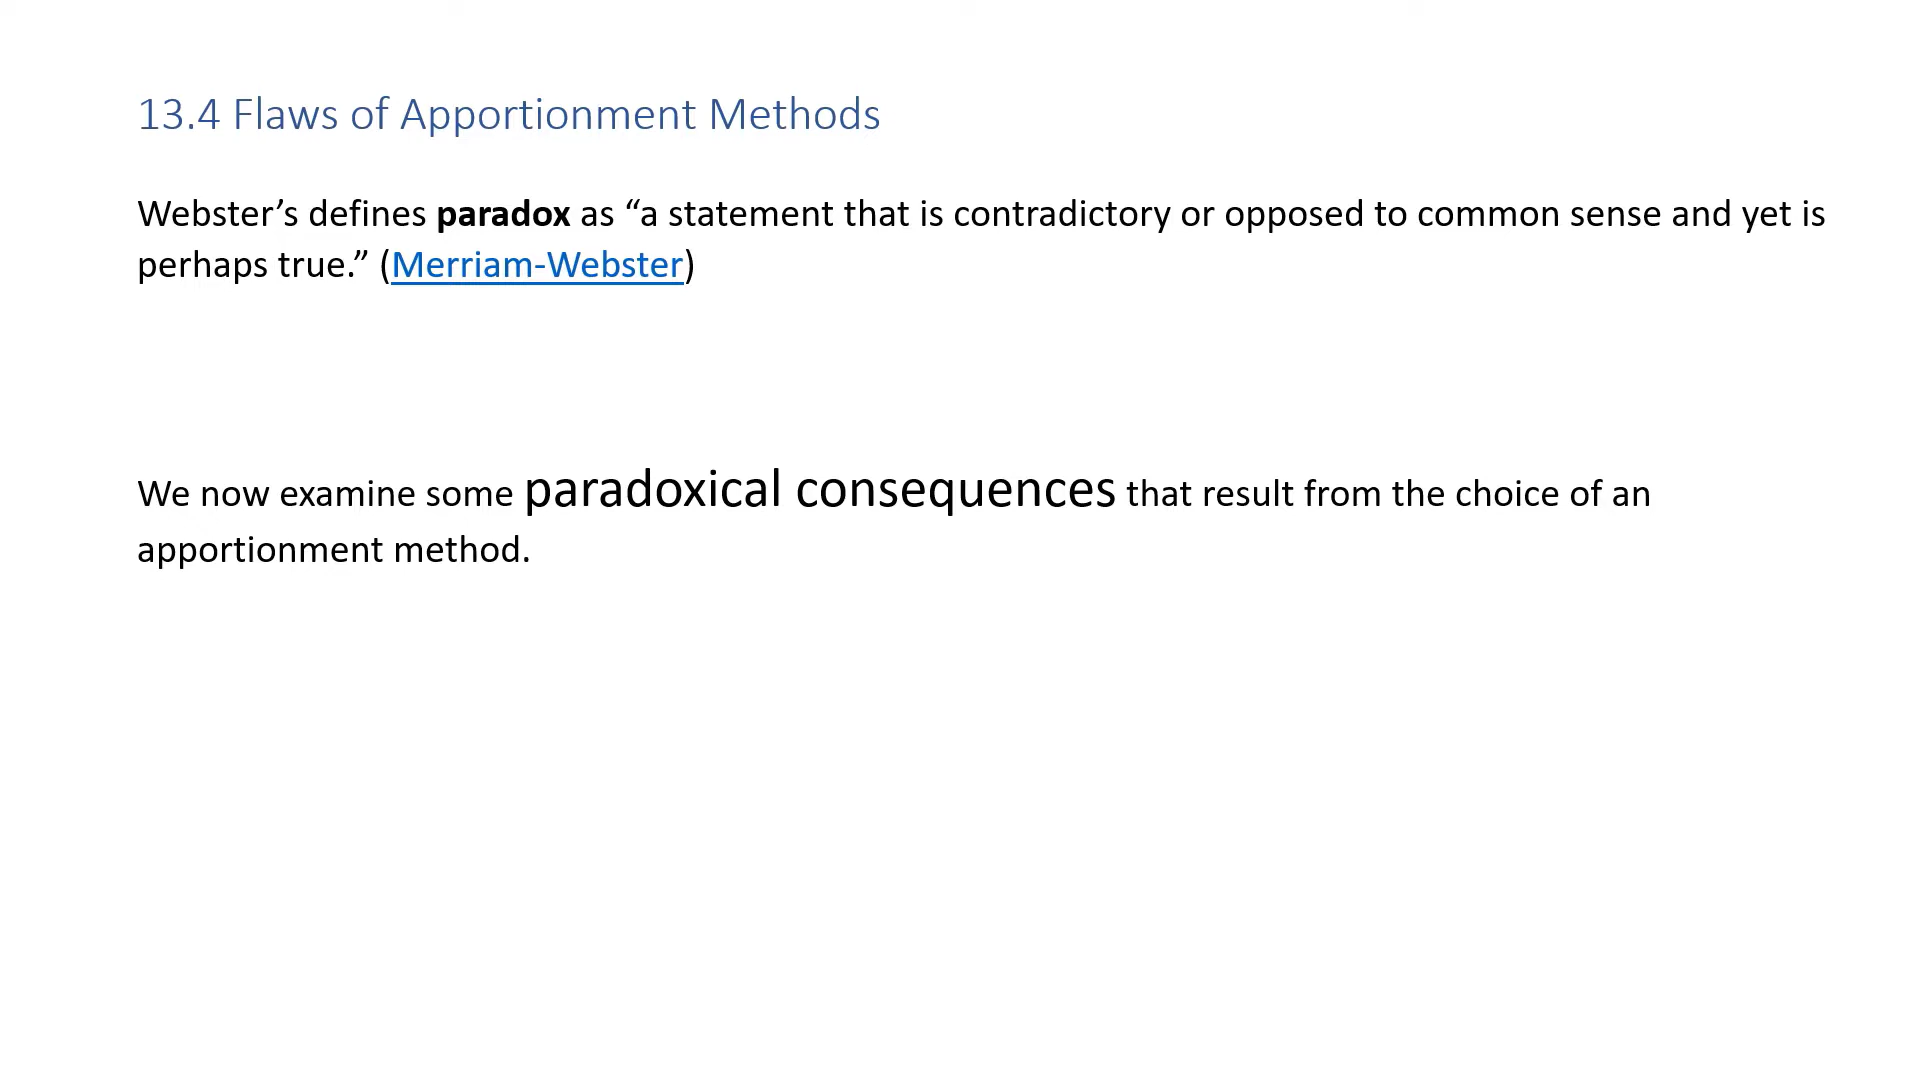 13.4 Flaws of Apportionment Methods
Webster’s defines paradox as “a statement that is contradictory or opposed to common sense and yet is
perhaps true.” (Merriam-Webster)
We now examine some paradoxical consequences that result from the choice of an
apportionment method.